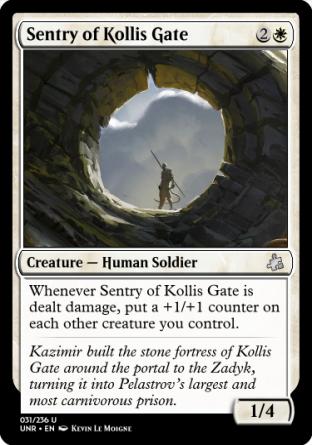 Sentry of Kollis Gate 2
Creature — Human Soldier
Whenever Sentry of Kollis Gate is
dealt damage, put a +1/+1 counter on
each other creature you control.
Kazimir built the stone fortress of Kollis
Gate around the portal to the Zadyk,
turning it into Pelastrov's largest and
most carnivorous prison.
1/4
031/236 U
UNR • EN Kev Le Moigne